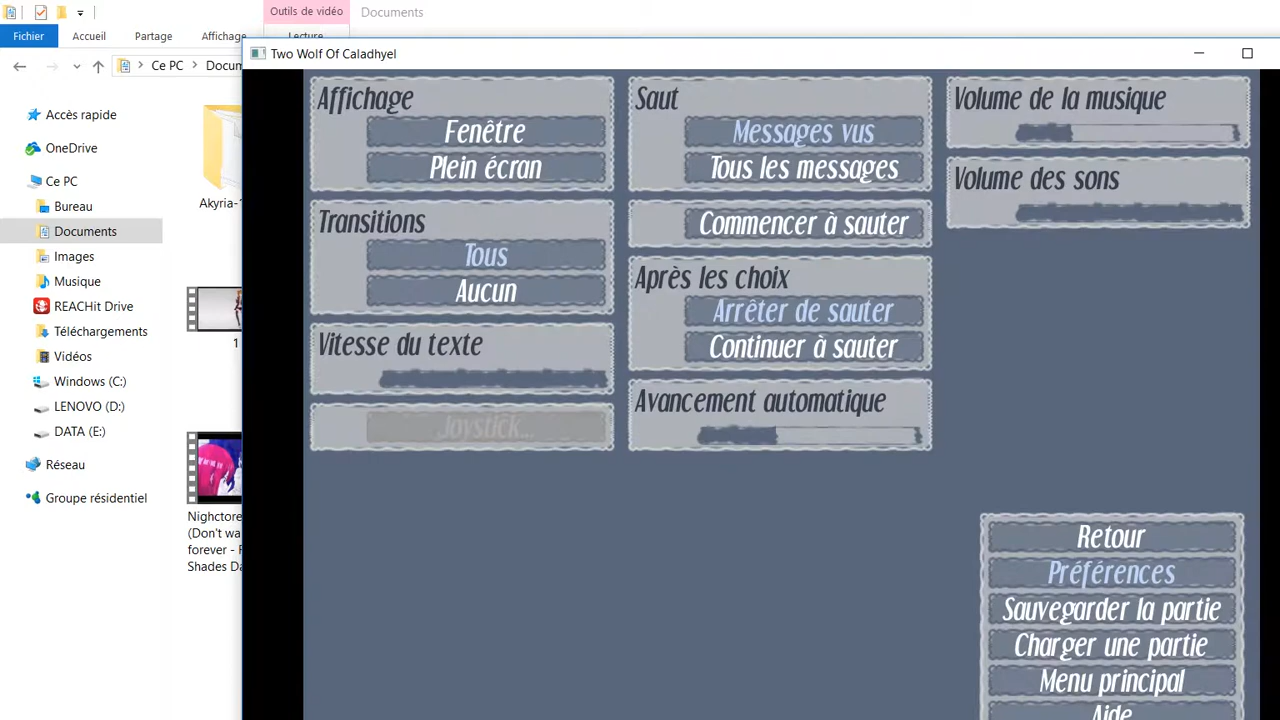 Outils de vidéo
Documents
Fichier
Accueil
Partage
Affichage
Lecture
Ce PC
Docum
Two Wolf Of Caladhyel
Accès rapide
OneDrive
Ce PC
Bureau
Documents
Images
Musique
REACHit Drive
Téléchargements
Vidéos
Windows (C:)
LENOVO (D:)
DATA (E:)
Réseau
Groupe résidentiel
Akyria-
1
Nighctore
(Don't wa
forever - F
Shades Da
Affichage
Fenêtre
Plein écran
Transitions
Tous
Aucun
Vitesse du texte
Joystick...
Saut
Messages vus
Tous les messages
Commencer à sauter
Après les choix
Arrêter de sauter
Continuer à sauter
Avancement automatique
Volume de la musique
Volume des sons
Retour
Préférences
Sauvegarder la partie
Charger une partie
Menu principal
Aide